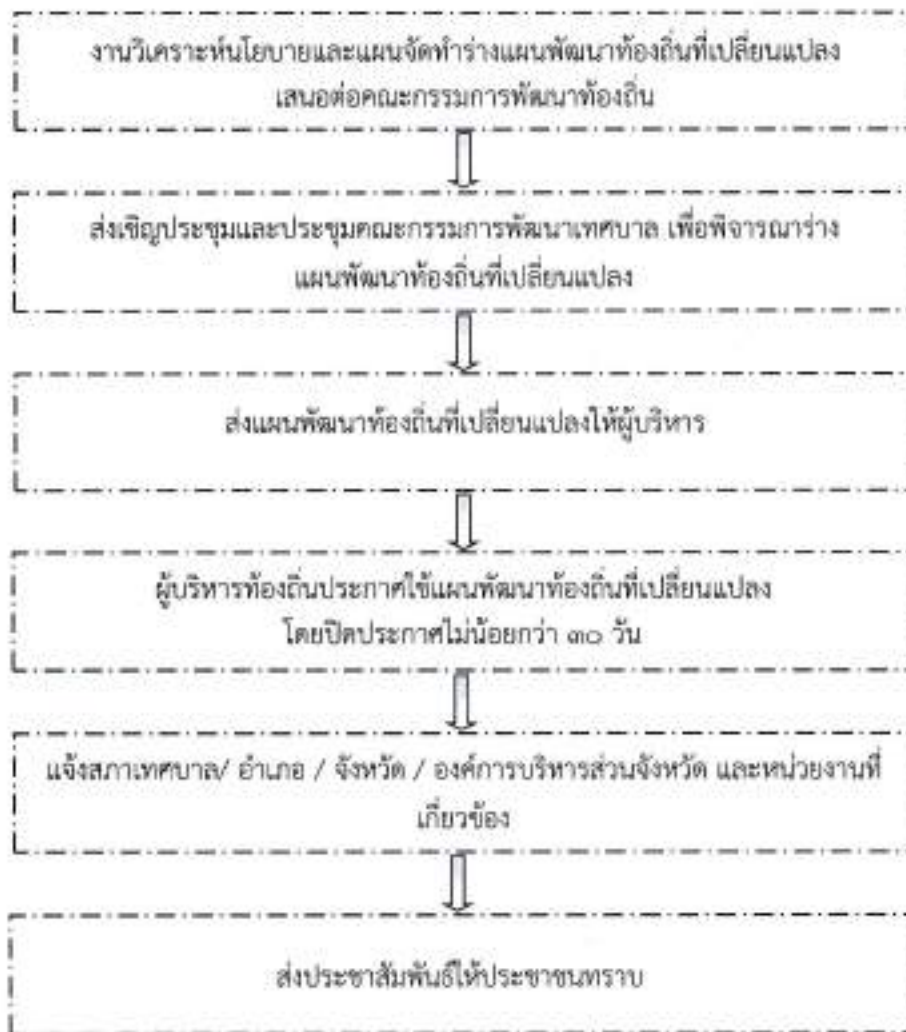 งานวิเคราะห์นโยบายและแผนจัดทำร่างแผนพัฒนาท้องถิ่นที่เปลี่ยนแปลง
เสนอต่อคณะกรรมการพัฒนาท้องถิ่น
ส่งเชิญประชุมและประชุมคณะกรรมการพัฒนาเทศบาล เพื่อพิจารณาร่าง
แผนพัฒนาท้องถิ่นที่เปลี่ยนแปลง
ส่งแผนพัฒนาท้องถิ่นที่เปลี่ยนแปลงให้ผู้บริหาร
ผู้บริหารท้องถิ่นประกาศใช้แผนพัฒนาท้องถิ่นที่เปลี่ยนแปลง
โดยปิดประกาศไม่น้อยกว่า ๓๐ วัน
แจ้งสภาเทศบาล/ อำเภอ / จังหวัด / องค์การบริหารส่วนจังหวัด และหน่วยงานที่
เกี่ยวข้อง
ส่งประชาสัมพันธ์ให้ประชาชนทราบ